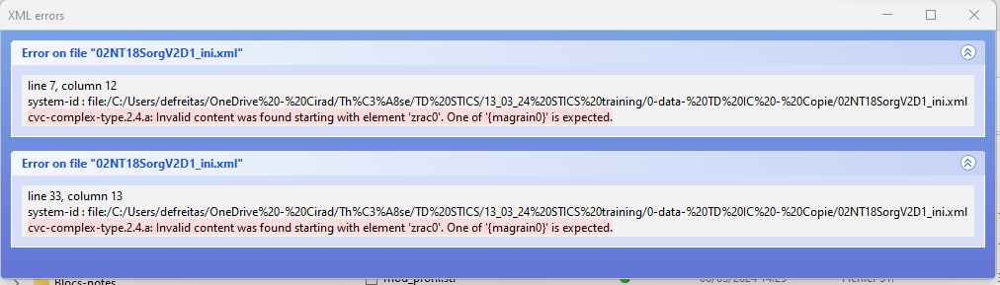 XML errors
Error on file "02NT18SorgV2D1_ini.xml"
line 7, column 12
system-id : file:/C:/Users/defreitas/OneDrive%20-%20Cirad/Th%C3%A8se/TD%20STICS/13_03_24%20STICS%20training/0-data-%20TD%20IC%20-%20Copie/02NT18SorgV2D1_ini.xml
cvc-complex-type.2.4.a: Invalid content was found starting with element 'zrac0'. One of '{magrain0}' is expected.
Error on file "02NT18SorgV2D1_ini.xml"
line 33, column 13
system-id : file:/C:/Users/defreitas/OneDrive%20-%20Cirad/Th%C3%A8se/TD%20STICS/13_03_24%20STICS%20training/0-data-%20TD%20IC%20-%20Copie/02NT18SorgV2D1_ini.xml
cvc-complex-type.2.4.a: Invalid content was found starting with element 'zrac0'. One of '{magrain0}' is expected.
Blocs-notes